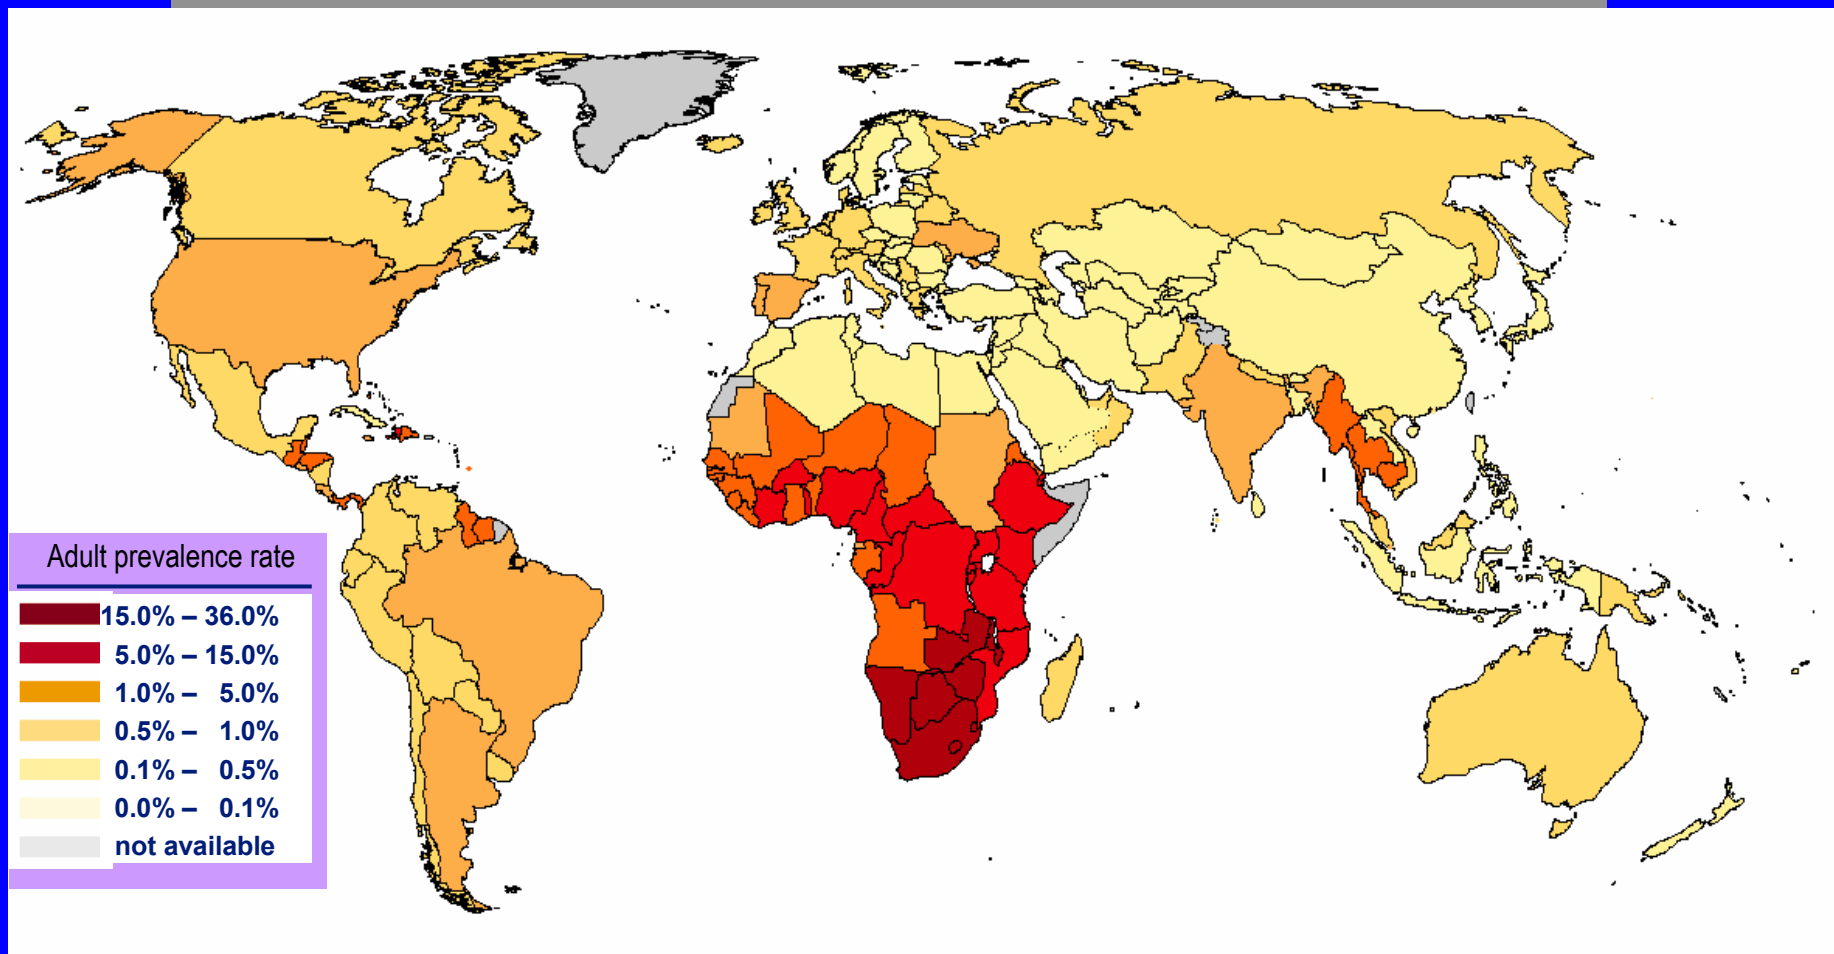 Adult prevalence rate
15.0% – 36.0%
5.0% – 15.0%
1.0% – 5.0%
0.5% – 1.0%
0.1% – 0.5%
0.0% – 0.1%
not available